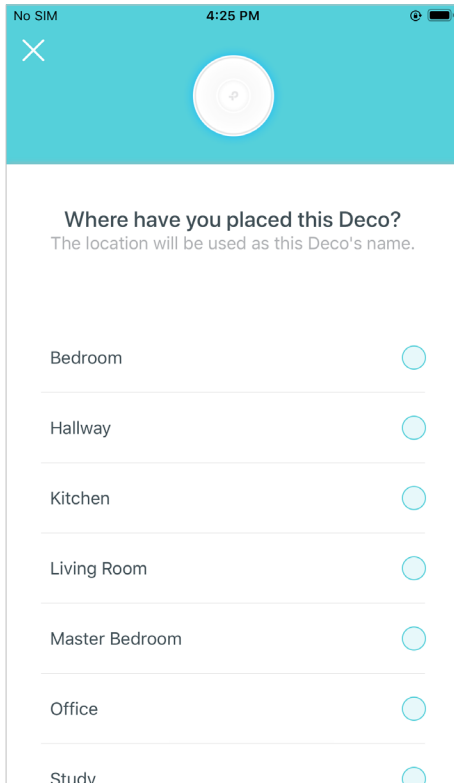 No SIM
4:25 PM
Where have you placed this Deco?
The location will be used as this Deco's name.
Bedroom
Hallway
Kitchen
Living Room
Master Bedroom
Office
Study